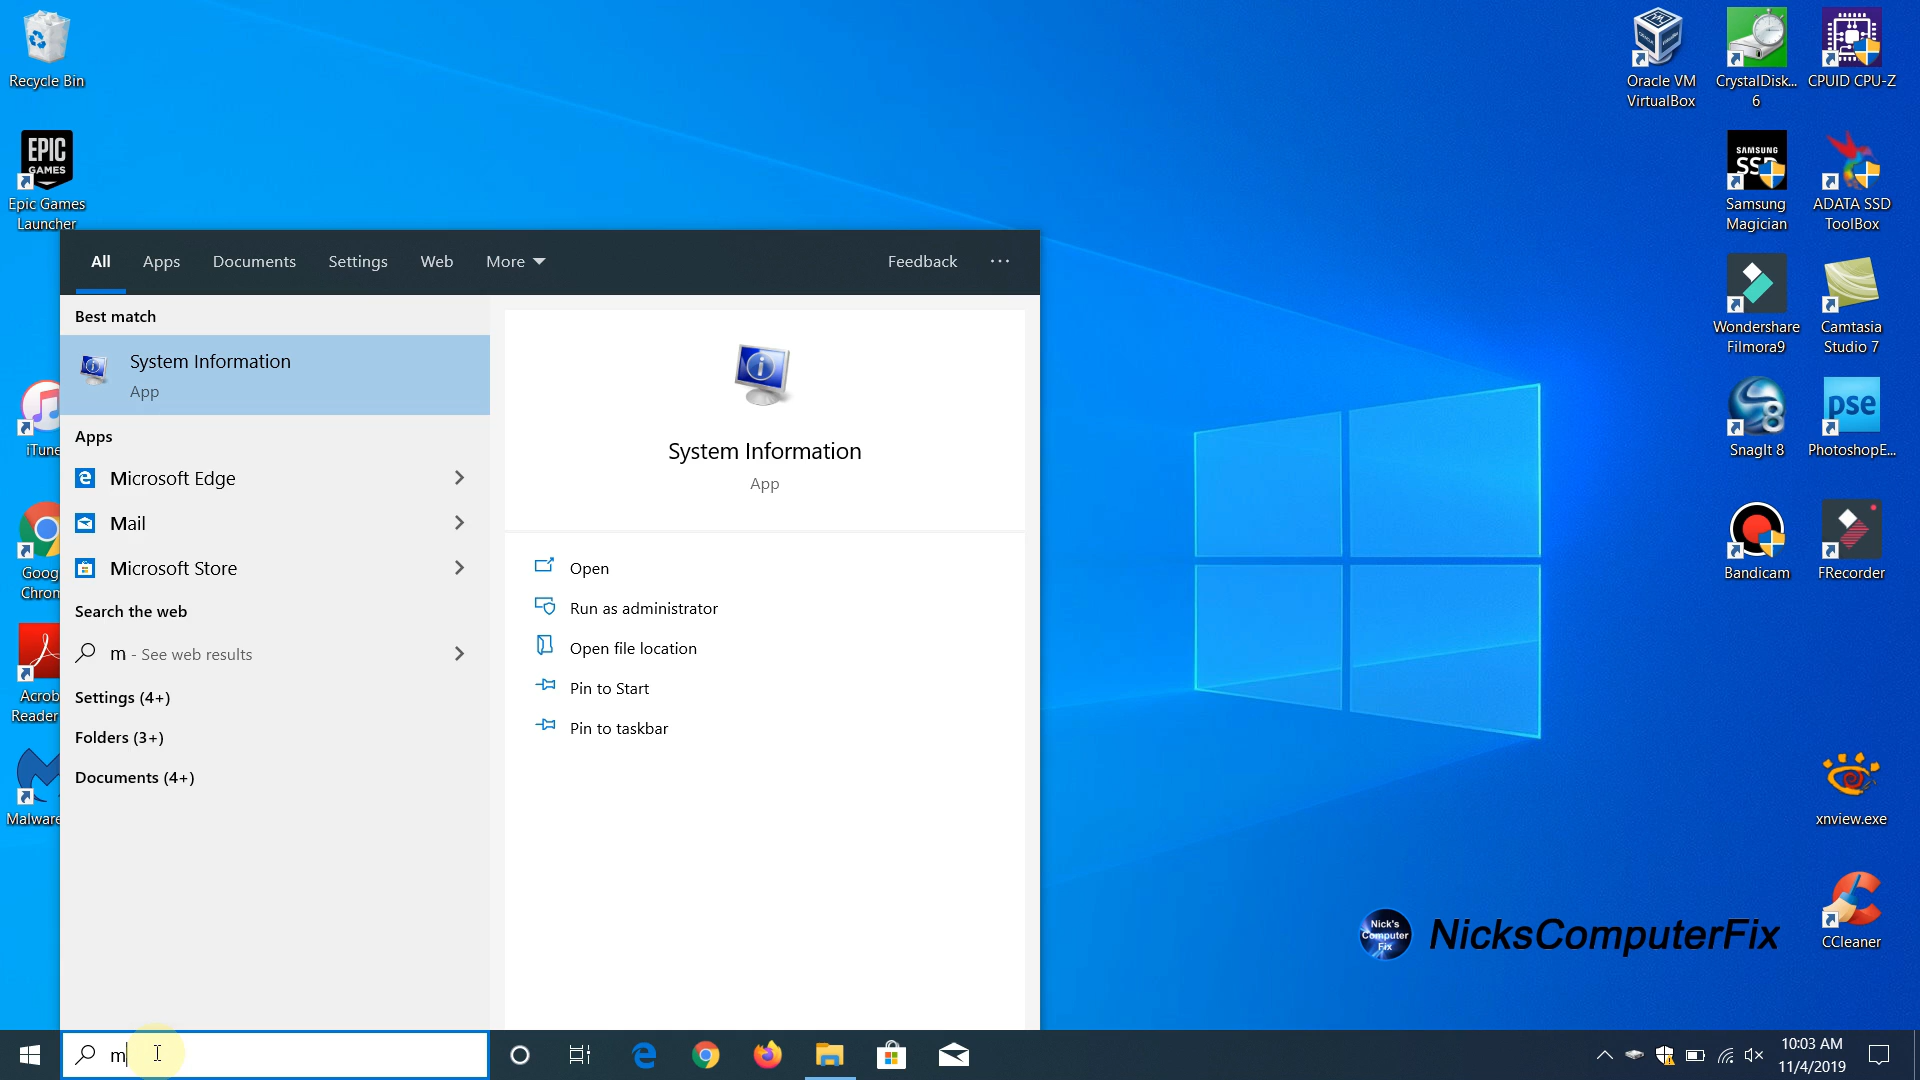 Recycle Bin
EPIC
GAMES
Epic Games
Launcher
iTune
Goog
Chrom
Acrob
Reader
Malware
Oracle VM
VirtualBox
CrystalDisk...
6
CPUID CPU-Z
SAMSUNG
SSD
Samsung
Magician
ADATA SSD
ToolBox
Wondershare
Filmora9
Camtasia
Studio 7
SnagIt 8
pse
PhotoshopE...
Bandicam
FRecorder
xnview.exe
CCleaner
All
Apps
Documents
Settings
Web
More
Feedback
...
Best match
System Information
App
Apps
Microsoft Edge
Mail
Microsoft Store
Search the web
m - See web results
Settings (4+)
Folders (3+)
Documents (4+)
System Information
App
Open
Run as administrator
Open file location
Pin to Start
Pin to taskbar
Nick's
Computer
Fix
NicksComputerFix
m
10:03 AM
11/4/2019